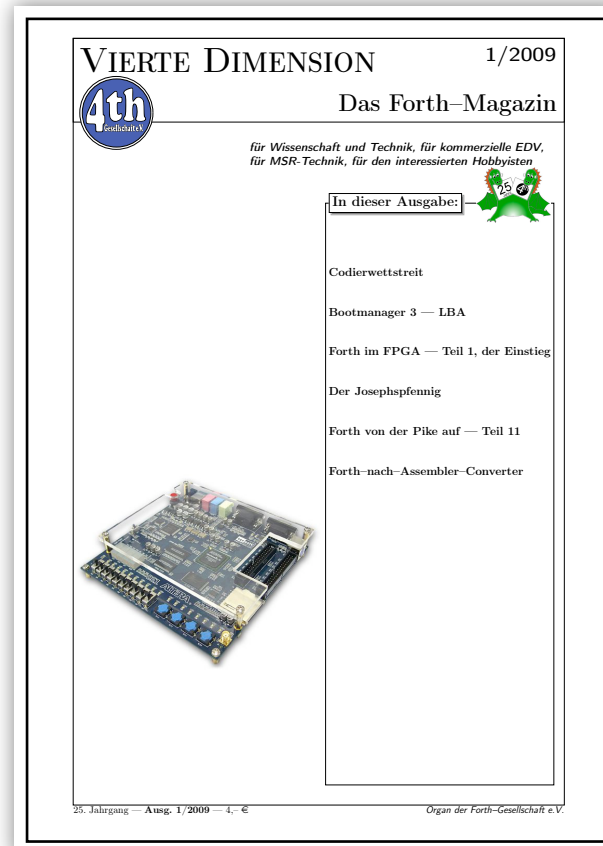 VIERTE DIMENSION
1/2009
4th
Gesellschaft e.V.
Das Forth–Magazin
für Wissenschaft und Technik, für kommerzielle EDV,
für MSR-Technik, für den interessierten Hobbyisten
25
4th
In dieser Ausgabe:
Codierwettstreit
Bootmanager 3 — LBA
Forth im FPGA — Teil 1, der Einstieg
Der Josephspfennig
Forth von der Pike auf — Teil 11
Forth–nach–Assembler–Converter
ALTERA
25. Jahrgang — Ausg. 1/2009 — 4,– €
Organ der Forth–Gesellschaft e.V.